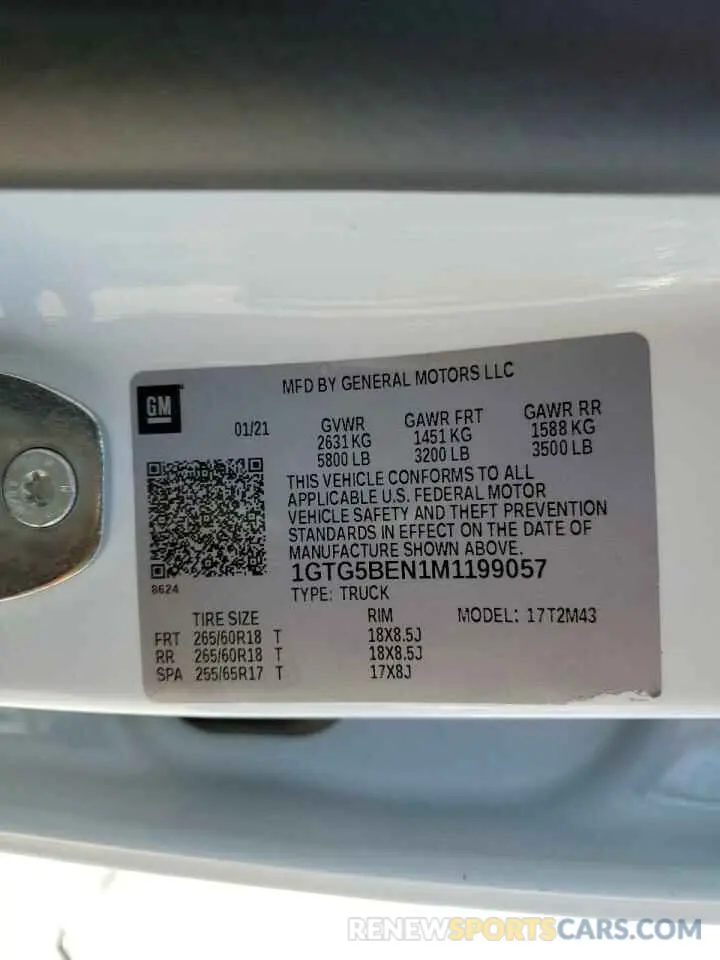 MFD BY GENERAL MOTORS LLC
GM
01/21
GVWR
2631 KG
5800 LB
GAWR FRT
1451 KG
3200 LB
GAWR RR
1588 KG
3500 LB
THIS VEHICLE CONFORMS TO ALL
APPLICABLE U.S. FEDERAL MOTOR
VEHICLE SAFETY AND THEFT PREVENTION
STANDARDS IN EFFECT ON THE DATE OF
MANUFACTURE SHOWN ABOVE.
8624
1GTG5BEN1M1199057
TYPE: TRUCK
TIRE SIZE RIM MODEL: 17T2M43
FRT 265/60R18 T 18X8.5J
RR 265/60R18 T 18X8.5J
SPA 255/65R17 T 17X8J
RENEWSPORTSCARS.COM